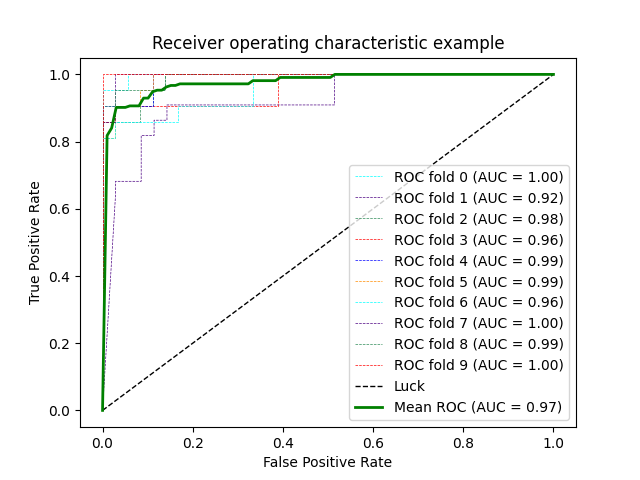 Receiver operating characteristic example
True Positive Rate
1.0
0.8
0.6
0.4
0.2
0.0
ROC fold 0 (AUC = 1.00)
ROC fold 1 (AUC = 0.92)
ROC fold 2 (AUC = 0.98)
ROC fold 3 (AUC = 0.96)
ROC fold 4 (AUC = 0.99)
ROC fold 5 (AUC = 0.99)
ROC fold 6 (AUC = 0.96)
ROC fold 7 (AUC = 1.00)
ROC fold 8 (AUC = 0.99)
ROC fold 9 (AUC = 1.00)
Luck
Mean ROC (AUC = 0.97)
0.0 0.2 0.4 0.6 0.8 1.0
False Positive Rate